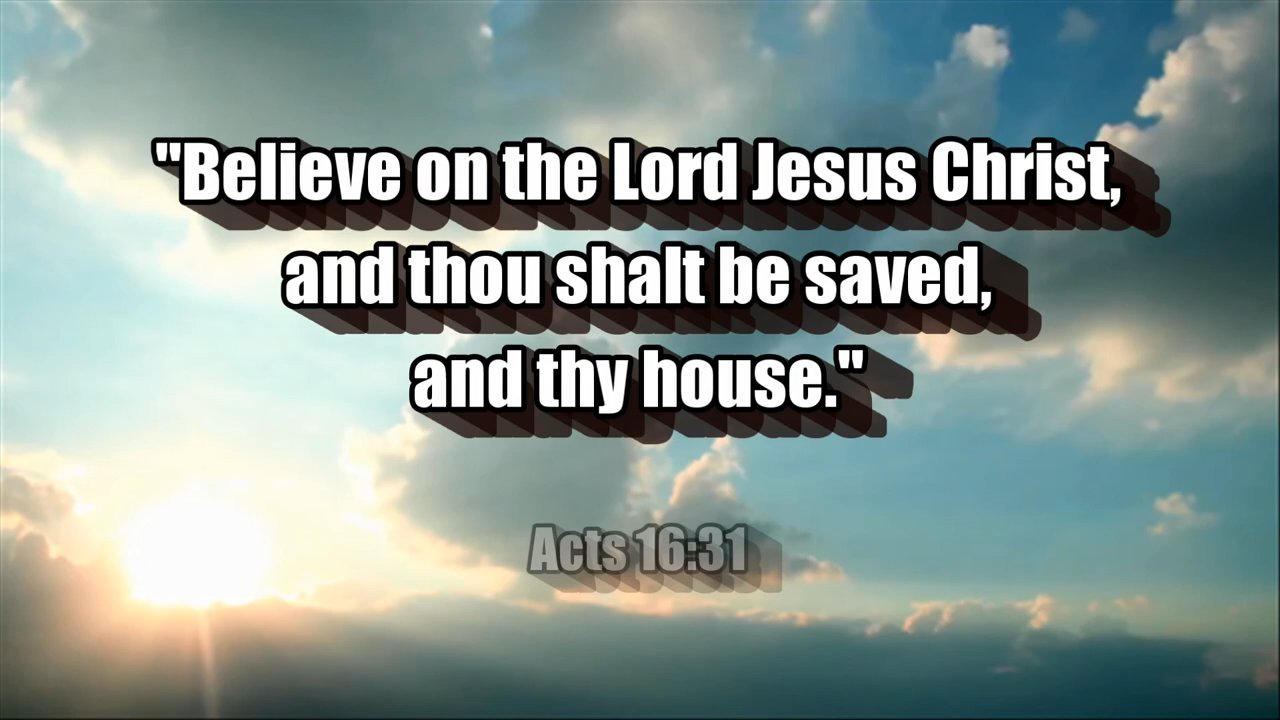 "Believe on the Lord Jesus Christ,
and thou shalt be saved,
and thy house."
Acts 16:31